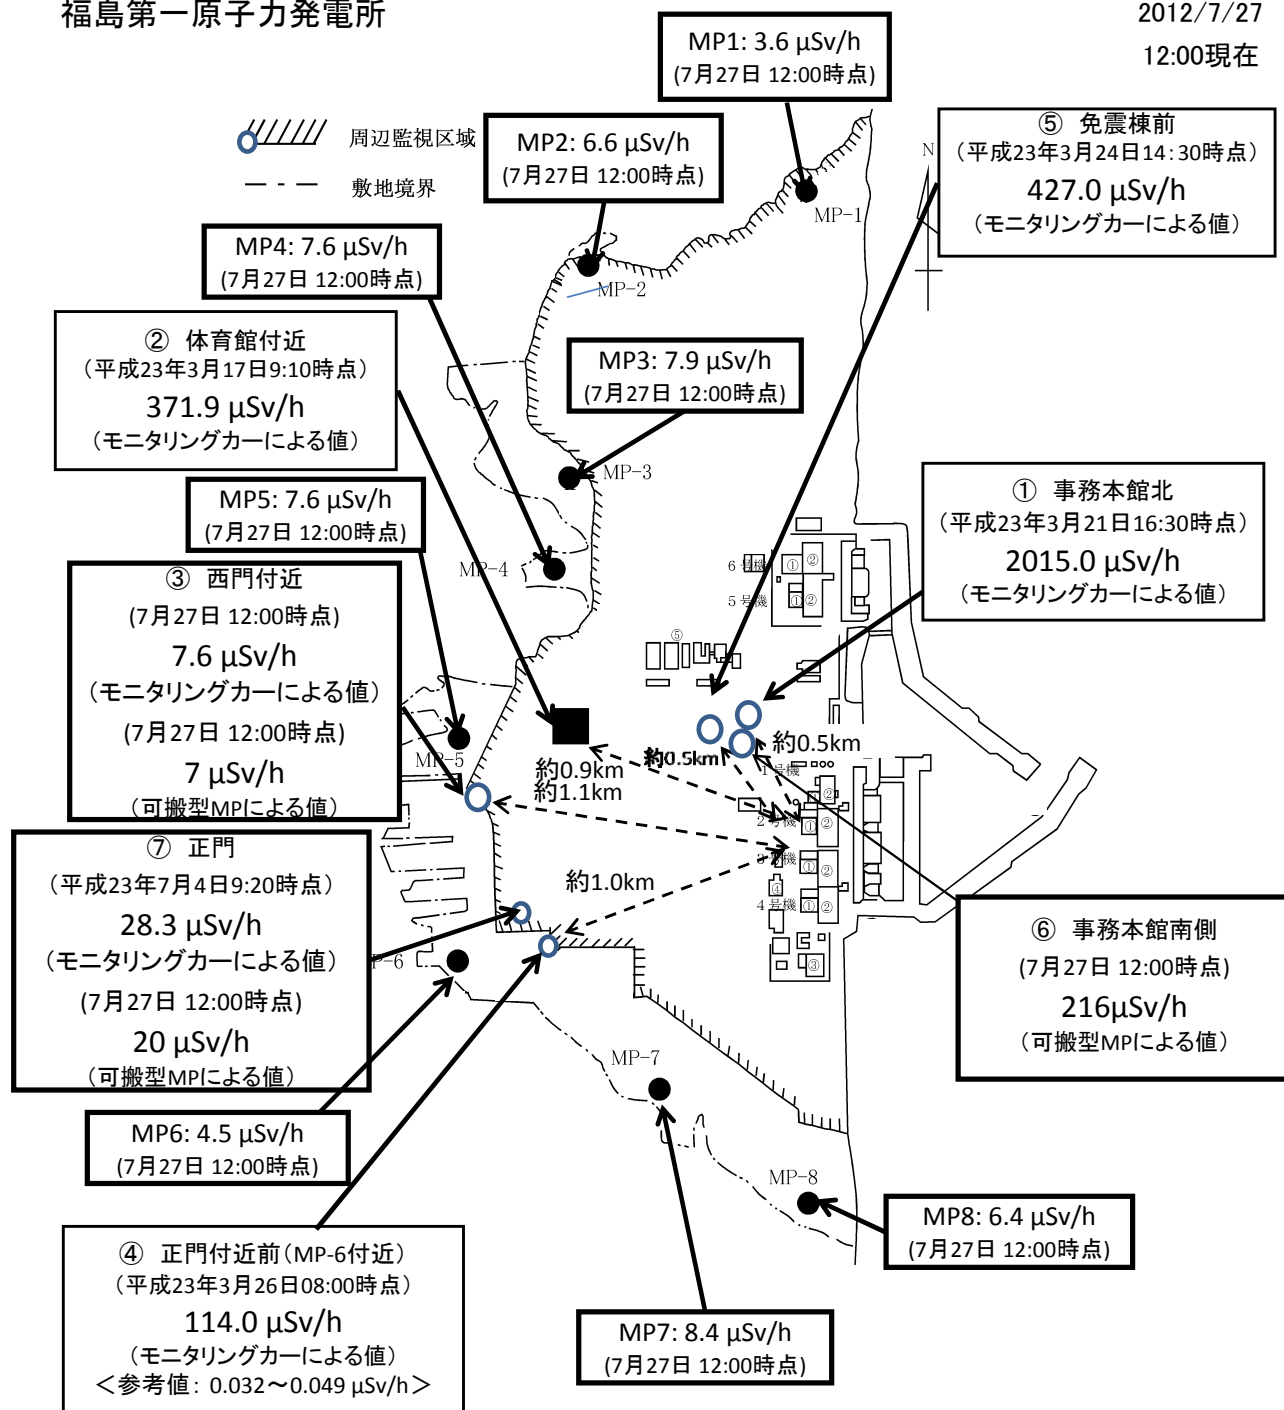 福島第一原子力発電所
2012/7/27
12:00現在
MP1: 3.6 μSv/h
(7月27日 12:00時点)
周辺監視区域
敷地境界
MP2: 6.6 μSv/h
(7月27日 12:00時点)
⑤ 免震棟前
(平成23年3月24日14:30時点)
427.0 μSv/h
(モニタリングカーによる値)
N
MP-1
MP4: 7.6 μSv/h
(7月27日 12:00時点)
MP-2
② 体育館付近
(平成23年3月17日9:10時点)
371.9 μSv/h
(モニタリングカーによる値)
MP3: 7.9 μSv/h
(7月27日 12:00時点)
MP-3
MP5: 7.6 μSv/h
(7月27日 12:00時点)
① 事務本館北
(平成23年3月21日16:30時点)
2015.0 μSv/h
(モニタリングカーによる値)
MP-4
6号機
① ②
5号機
① ②
⑤
③ 西門付近
(7月27日 12:00時点)
7.6 μSv/h
(モニタリングカーによる値)
(7月27日 12:00時点)
7 μSv/h
(可搬型MPによる値)
MP-5
約0.9km
約1.1km
約0.5km
約0.5km
1号機
① ②
2号機
① ②
3号機
① ②
④
4号機
① ②
③
約1.0km
⑦ 正門
(平成23年7月4日9:20時点)
28.3 μSv/h
(モニタリングカーによる値)
(7月27日 12:00時点)
20 μSv/h
(可搬型MPによる値)
P-6
⑥ 事務本館南側
(7月27日 12:00時点)
216μSv/h
(可搬型MPによる値)
MP-7
MP6: 4.5 μSv/h
(7月27日 12:00時点)
MP-8
MP8: 6.4 μSv/h
(7月27日 12:00時点)
④ 正門付近前(MP-6付近)
(平成23年3月26日08:00時点)
114.0 μSv/h
(モニタリングカーによる値)
<参考値: 0.032～0.049 μSv/h>
MP7: 8.4 μSv/h
(7月27日 12:00時点)